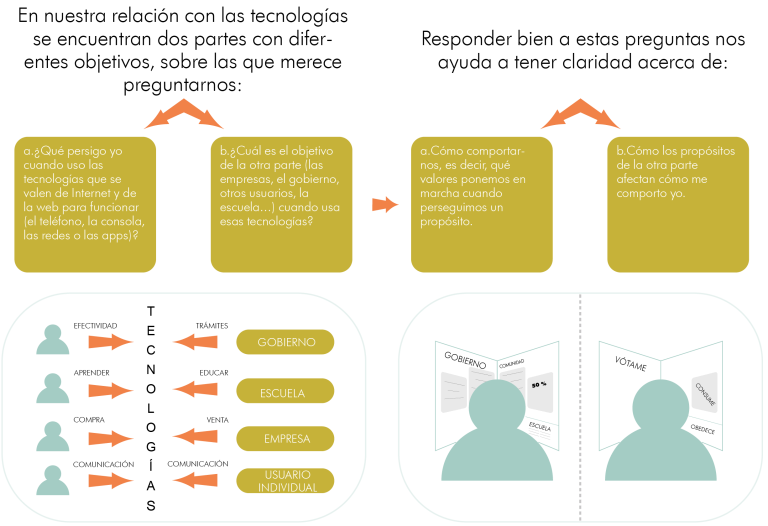 En nuestra relación con las tecnologías
se encuentran dos partes con difer-
entes objetivos, sobre las que merece
preguntarnos:
Responder bien a estas preguntas nos
ayuda a tener claridad acerca de:
a.¿Qué persigo yo
cuando uso las
tecnologías que se
valen de Internet y de
la web para funcionar
(el teléfono, la consola,
las redes o las apps)?
b.¿Cuál es el objetivo
de la otra parte (las
empresas, el gobierno,
otros usuarios, la
escuela...) cuando usa
esas tecnologías?
a.Cómo comportar-
nos, es decir, qué
valores ponemos en
marcha cuando
perseguimos un
propósito.
b.Cómo los propósitos
de la otra parte
afectan cómo me
comporto yo.
EFECTIVIDAD
APRENDER
COMPRA
COMUNICACIÓN
TECNOLOGÍAS
TRÁMITES
GOBIERNO
EDUCAR
ESCUELA
VENTA
EMPRESA
COMUNICACIÓN
USUARIO
INDIVIDUAL
GOBIERNO
COMUNIDAD
50 %
ESCUELA
VÓTAME
CONSUME
OBEDECE